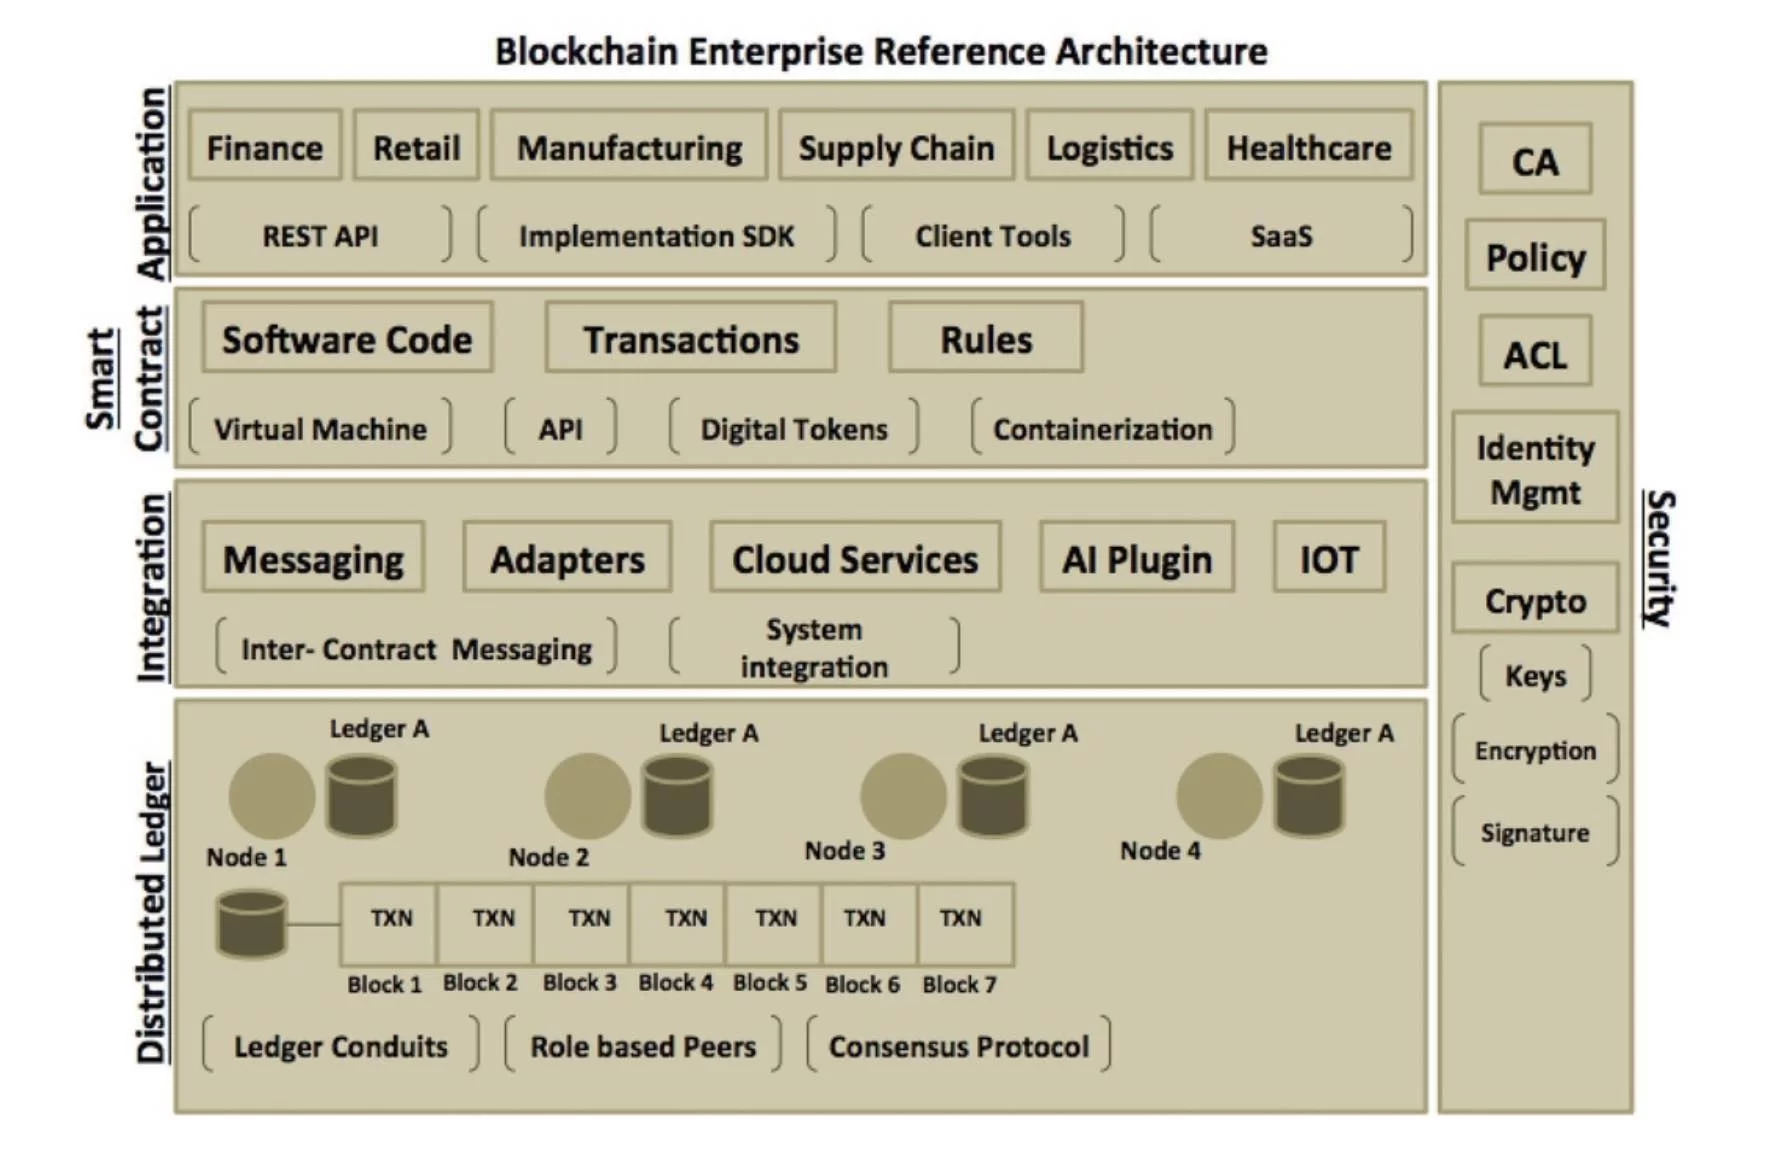 Blockchain Enterprise Reference Architecture
Application
Finance
Retail
Manufacturing
Supply Chain
Logistics
Healthcare
REST API
Implementation SDK
Client Tools
SaaS
Smart
Contract
Software Code
Transactions
Rules
Virtual Machine
API
Digital Tokens
Containerization
Integration
Messaging
Adapters
Cloud Services
AI Plugin
IOT
Inter- Contract Messaging
System
integration
Distributed Ledger
Ledger A
Ledger A
Ledger A
Ledger A
Node 1
Node 2
Node 3
Node 4
TXN
TXN
TXN
TXN
TXN
TXN
TXN
Block 1
Block 2
Block 3
Block 4
Block 5
Block 6
Block 7
Ledger Conduits
Role based Peers
Consensus Protocol
Security
CA
Policy
ACL
Identity
Mgmt
Crypto
Keys
Encryption
Signature